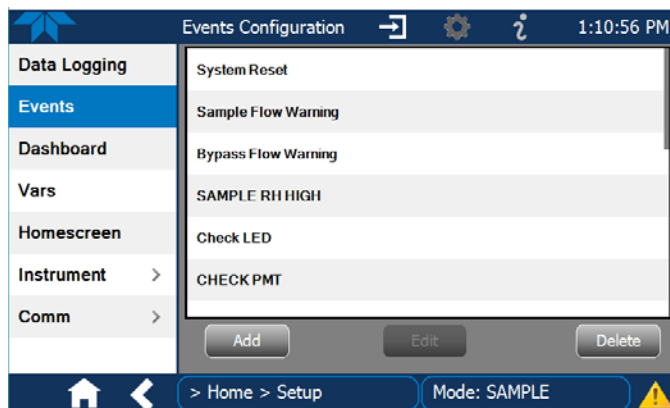 Events Configuration
1:10:56 PM
Data Logging
Events
Dashboard
Vars
Homescreen
Instrument >
Comm >
System Reset
Sample Flow Warning
Bypass Flow Warning
SAMPLE RH HIGH
Check LED
CHECK PMT
Add
Edit
Delete
> Home > Setup
Mode: SAMPLE